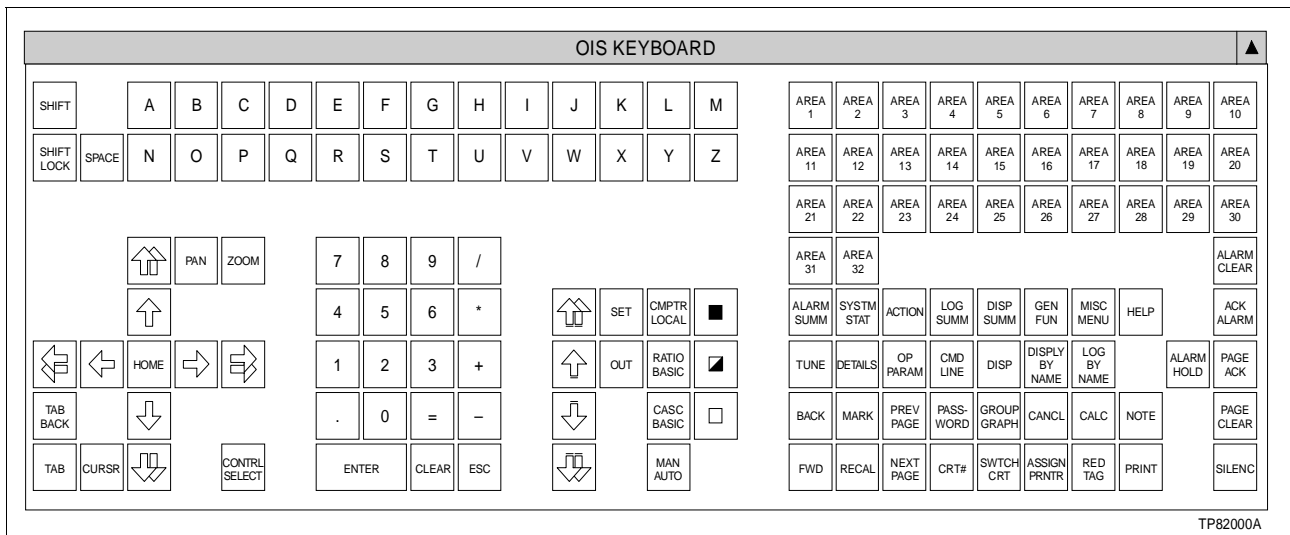 OIS KEYBOARD
SHIFT A B C D E F G H I J K L M AREA 1 AREA 2 AREA 3 AREA 4 AREA 5 AREA 6 AREA 7 AREA 8 AREA 9 AREA 10
SHIFT LOCK SPACE N O P Q R S T U V W X Y Z AREA 11 AREA 12 AREA 13 AREA 14 AREA 15 AREA 16 AREA 17 AREA 18 AREA 19 AREA 20
AREA 21 AREA 22 AREA 23 AREA 24 AREA 25 AREA 26 AREA 27 AREA 28 AREA 29 AREA 30
PAN ZOOM 7 8 9 / AREA 31 AREA 32 ALARM CLEAR
4 5 6 * SET CMPTR LOCAL ALARM SUMM SYSTM STAT ACTION LOG SUMM DISP SUMM GEN FUN MISC MENU HELP ACK ALARM
HOME 1 2 3 + OUT RATIO BASIC TUNE DETAILS OP PARAM CMD LINE DISP DISPLY BY NAME LOG BY NAME ALARM HOLD PAGE ACK
TAB BACK . 0 = – CASC BASIC BACK MARK PREV PAGE PASS-WORD GROUP GRAPH CANCL CALC NOTE PAGE CLEAR
TAB CURSR CONTRL SELECT ENTER CLEAR ESC MAN AUTO FWD RECAL NEXT PAGE CRT# SWTCH CRT ASSIGN PRNTR RED TAG PRINT SILENC
TP82000A